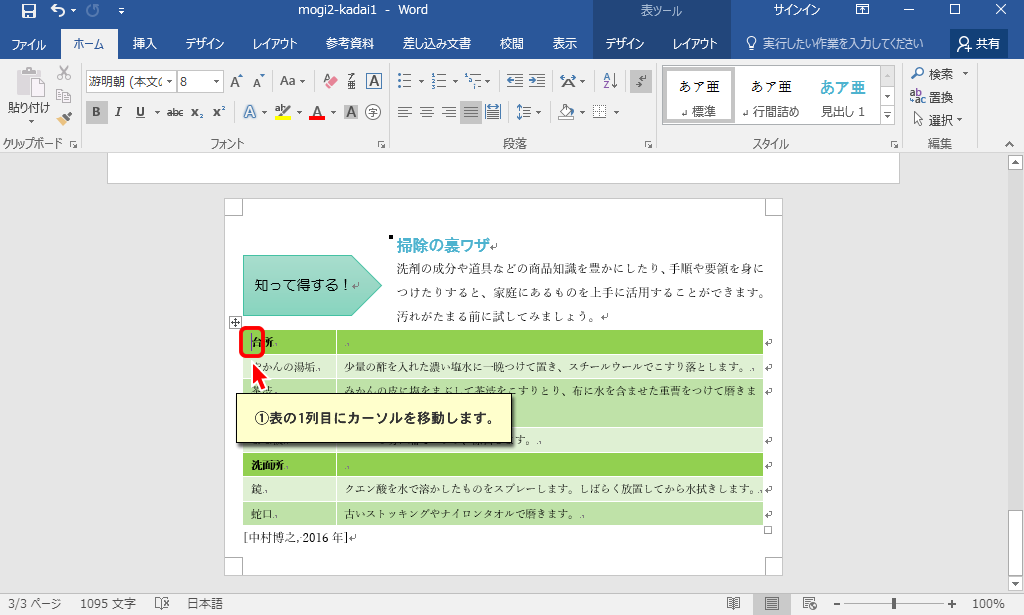 mogi2-kadai1 - Word
表ツール
サインイン
ファイル ホーム 挿入 デザイン レイアウト 参考資料 差し込み文書 校閲 表示 デザイン レイアウト 実行したい作業を入力してください 共有
貼り付け
游明朝 (本文の 8
Aa
B I U abc x₂ x²
あア亜 あア亜 あア亜
標準 行間詰め 見出し 1
検索
置換
選択
クリップボード フォント 段落 スタイル 編集
掃除の裏ワザ
知って得する！
洗剤の成分や道具などの商品知識を豊かにしたり、手順や要領を身に
つけたりすると、家庭にあるものを上手に活用することができます。
汚れがたまる前に試してみましょう。
台所
やかんの湯垢 少量の酢を入れた濃い塩水に一晩つけて置き、スチールウールでこすり落とします。
みかんの皮に塩をまぶして茶渋をこすりとり、布に水を含ませた重曹をつけて磨きま
①表の1列目にカーソルを移動します。
す。
洗面所
鏡 クエン酸を水で溶かしたものをスプレーします。しばらく放置してから水拭きします。
蛇口 古いストッキングやナイロンタオルで磨きます。
[中村博之, 2016 年]
3/3 ページ 1095 文字 日本語 100%